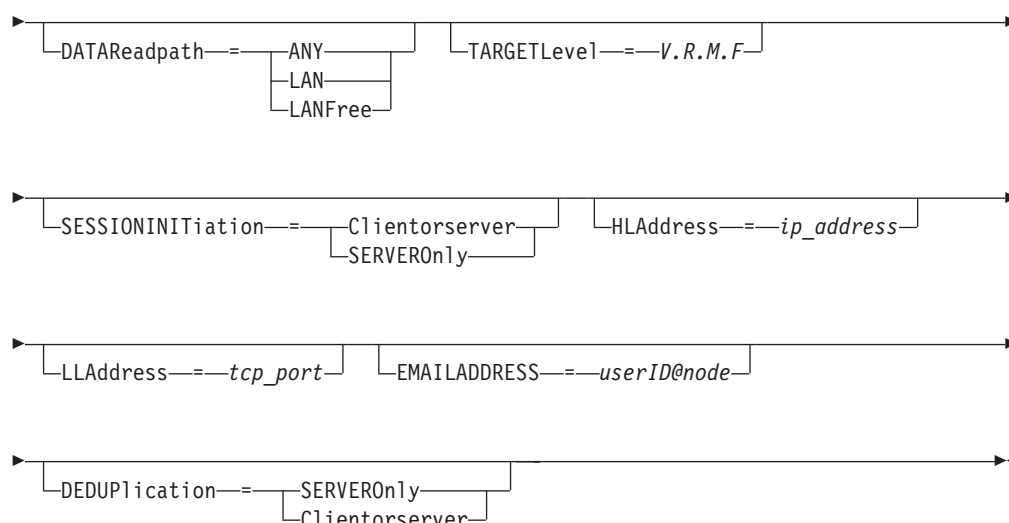 DATAReadpath = ANY TARGETLevel = V.R.M.F
LAN
LANFree
SESSIONINITiation = Clientorserver HLAddress = ip_address
SERVEROnly
LLAddress = tcp_port EMAILADDRESS = userID@node
DEDUPlication = SERVEROnly
Clientorserver